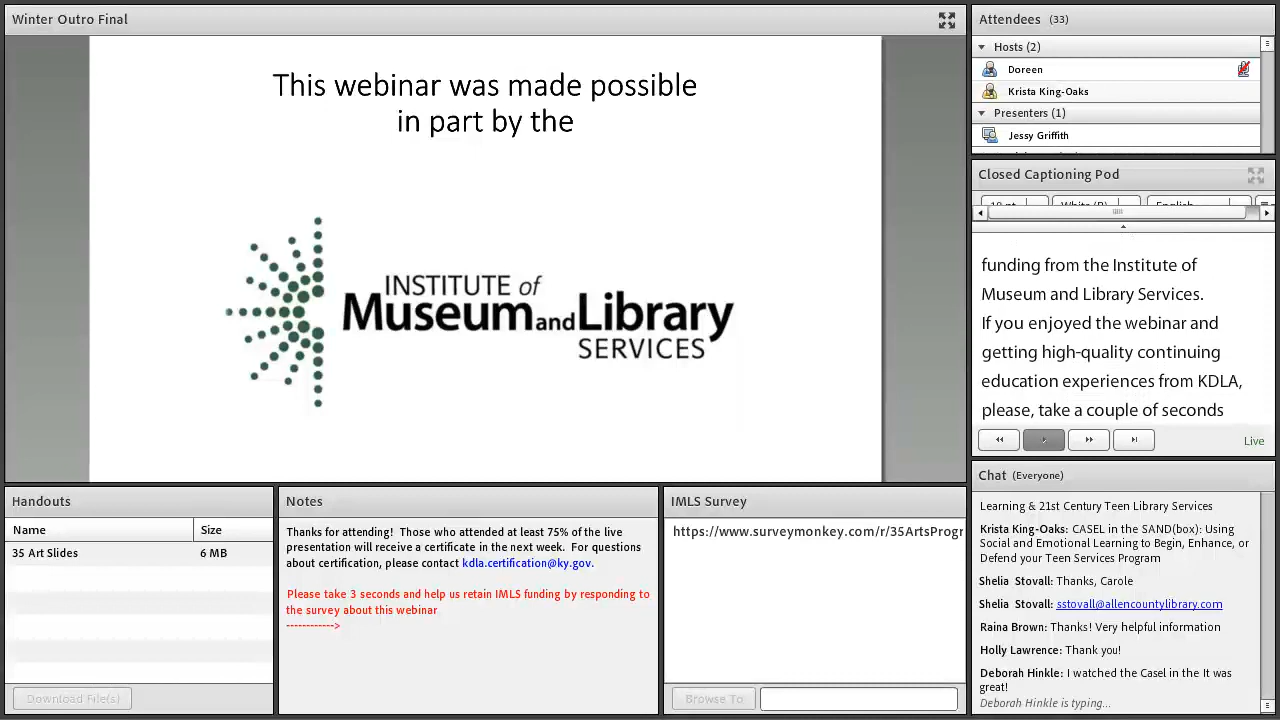 Winter Outro Final
This webinar was made possible
in part by the
INSTITUTE of
Museum and Library
SERVICES
Attendees (33)
Hosts (2)
Doreen
Krista King-Oaks
Presenters (1)
Jessy Griffith
Closed Captioning Pod
funding from the Institute of
Museum and Library Services.
If you enjoyed the webinar and
getting high-quality continuing
education experiences from KDLA,
please, take a couple of seconds
Live
Handouts
Name Size
35 Art Slides 6 MB
Download File(s)
Notes
Thanks for attending! Those who attended at least 75% of the live
presentation will receive a certificate in the next week. For questions
about certification, please contact kdla.certification@ky.gov.
Please take 3 seconds and help us retain IMLS funding by responding to
the survey about this webinar
------------>
IMLS Survey
https://www.surveymonkey.com/r/35ArtsProgr
Browse To
Chat (Everyone)
Learning & 21st Century Teen Library Services
Krista King-Oaks: CASEL in the SAND(box): Using
Social and Emotional Learning to Begin, Enhance, or
Defend your Teen Services Program
Shelia Stovall: Thanks, Carole
Shelia Stovall: sstovall@allencountylibrary.com
Raina Brown: Thanks! Very helpful information
Holly Lawrence: Thank you!
Deborah Hinkle: I watched the Casel in the It was
great!
Deborah Hinkle is typing...